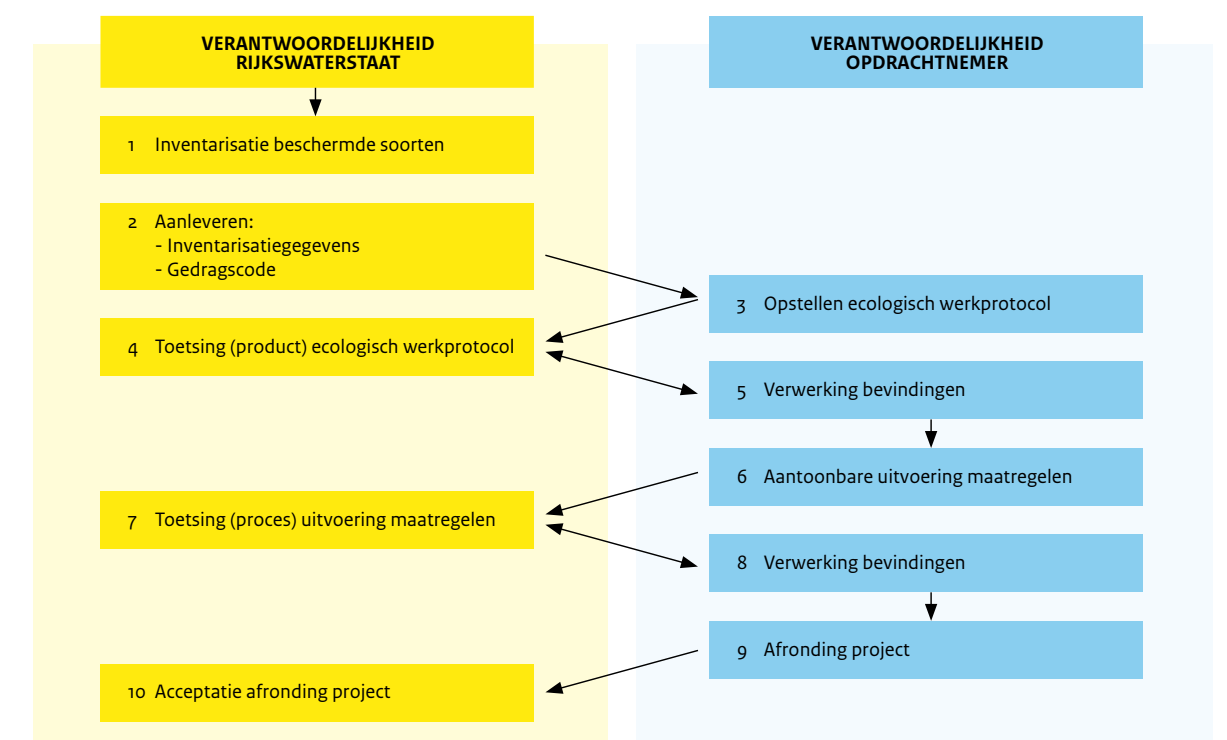 VERANTWOORDELIJKHEID
RIJKSWATERSTAAT
VERANTWOORDELIJKHEID
OPDRACHTNEMER
1 Inventarisatie beschermde soorten
2 Aanleveren:
- Inventarisatiegegevens
- Gedragscode
3 Opstellen ecologisch werkprotocol
4 Toetsing (product) ecologisch werkprotocol
5 Verwerking bevindingen
6 Aantoonbare uitvoering maatregelen
7 Toetsing (proces) uitvoering maatregelen
8 Verwerking bevindingen
9 Afronding project
10 Acceptatie afronding project